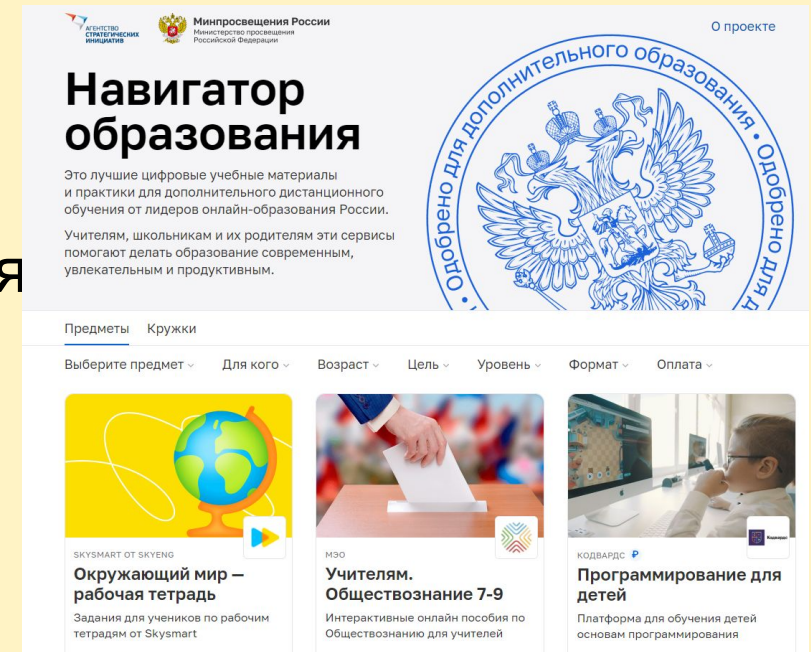 АГЕНТСТВО
СТРАТЕГИЧЕСКИХ
ИНИЦИАТИВ
Минпросвещения России
Министерство просвещения
Российской Федерации
О проекте
Навигатор
образования
Это лучшие цифровые учебные материалы
и практики для дополнительного дистанционного
обучения от лидеров онлайн-образования России.
Учителям, школьникам и их родителям эти сервисы
помогают делать образование современным,
увлекательным и продуктивным.
• Одобрено для дополнительного образования • Одобрено для д
я
Предметы Кружки
Выберите предмет Для кого Возраст Цель Уровень Формат Оплата
SKYSMART ОТ SKYENG
Окружающий мир —
рабочая тетрадь
Задания для учеников по рабочим
тетрадям от Skysmart
МЭО
Учителям.
Обществознание 7-9
Интерактивные онлайн пособия по
Обществознанию для учителей
Кодвардс
КОДВАРДС ₽
Программирование для
детей
Платформа для обучения детей
основам программирования